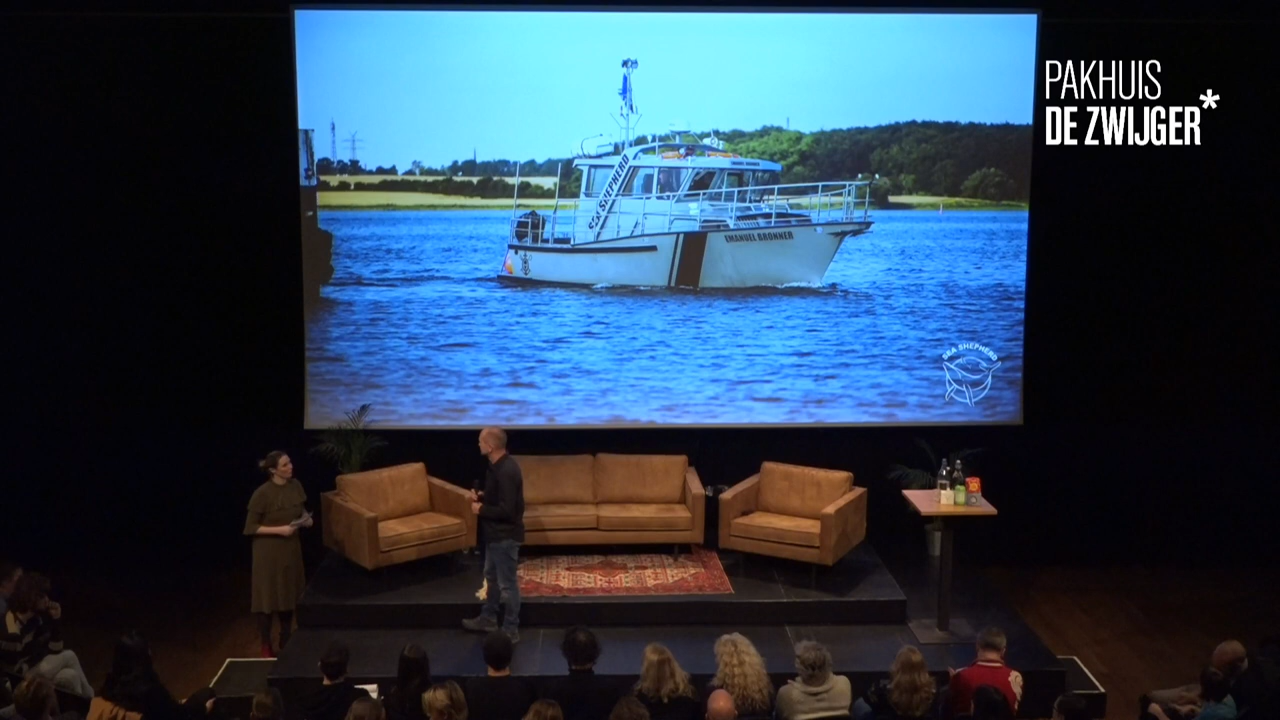 PAKHUIS
DE ZWIJGER*
SEA SHEPHERD
EMANUEL BRONNER
SEA SHEPHERD